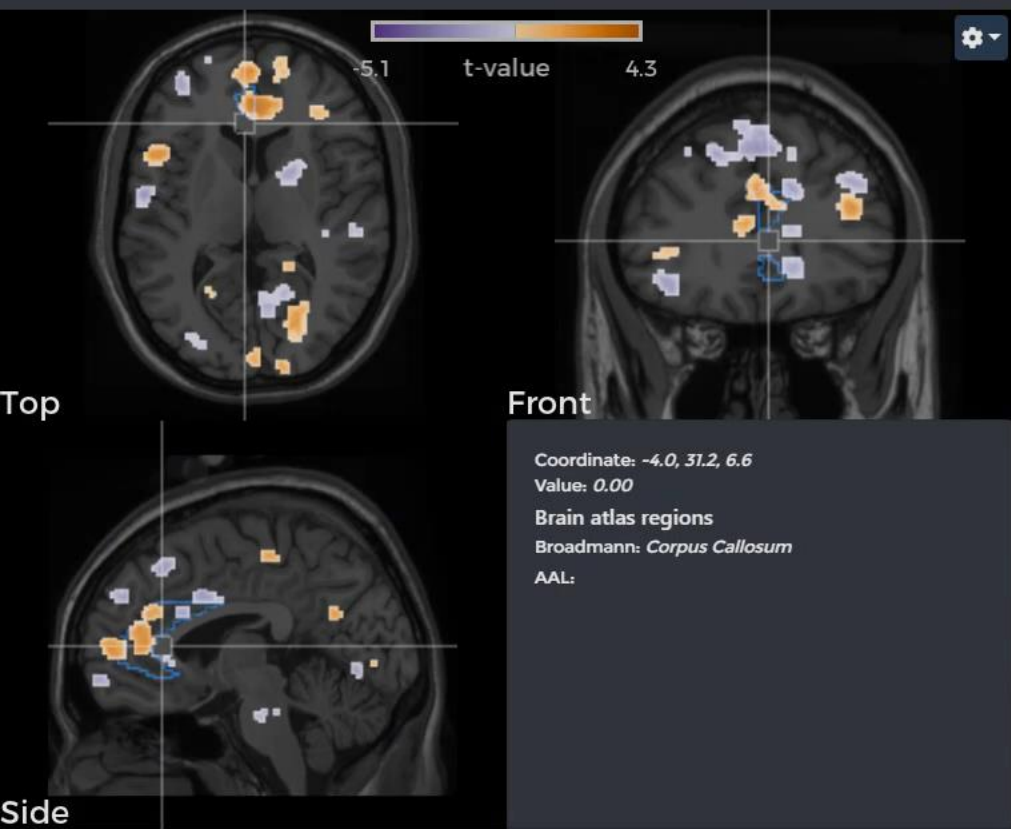 -5.1 t-value 4.3
Top
Front
Coordinate: -4.0, 31.2, 6.6
Value: 0.00
Brain atlas regions
Broadmann: Corpus Callosum
AAL:
Side